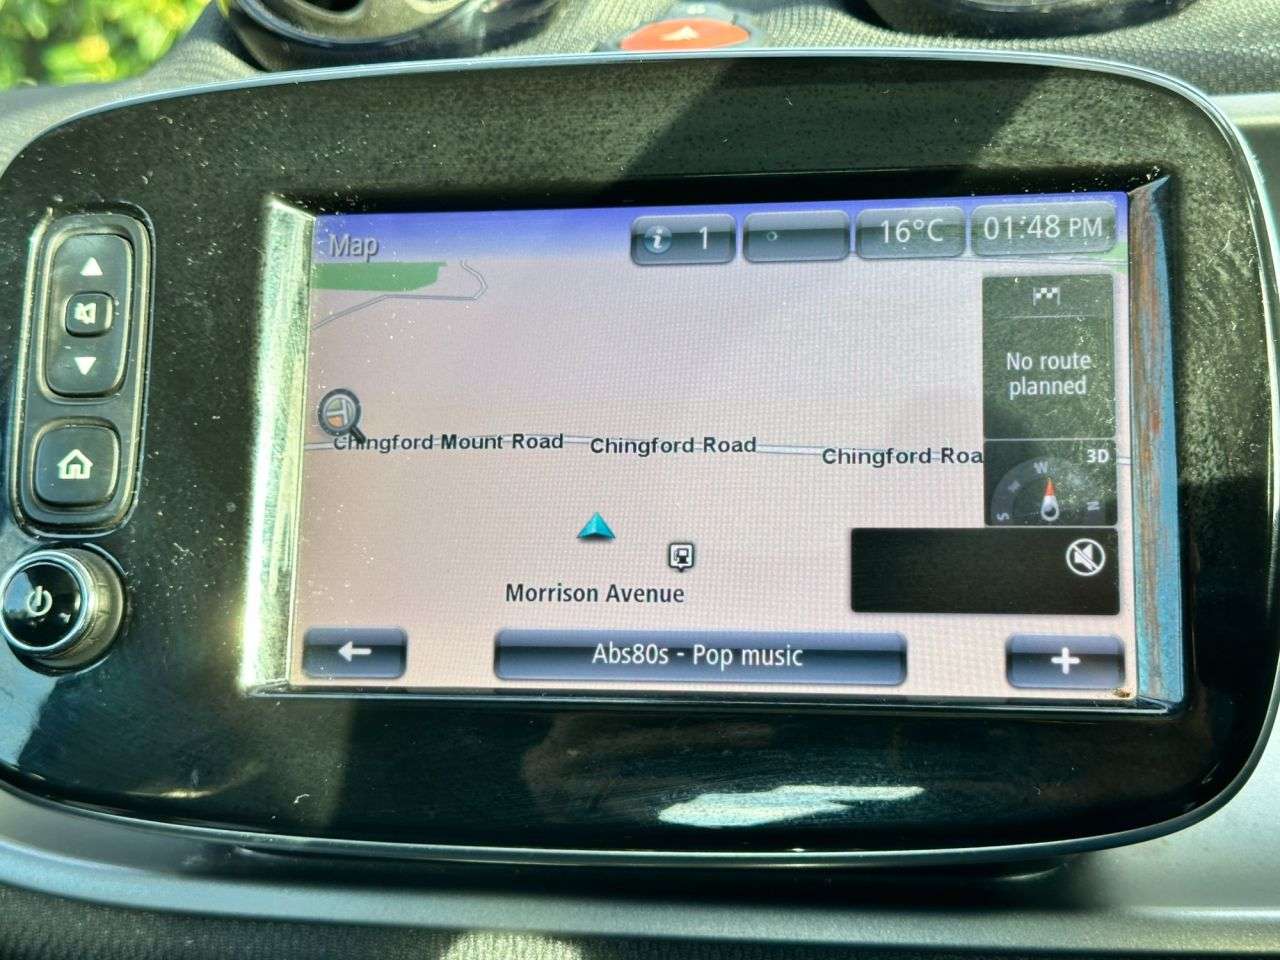 Map
1
16°C
01:48 PM
No route
planned
Chingford Mount Road
Chingford Road
Chingford Roa
3D
W
N
S
Morrison Avenue
Abs80s - Pop music